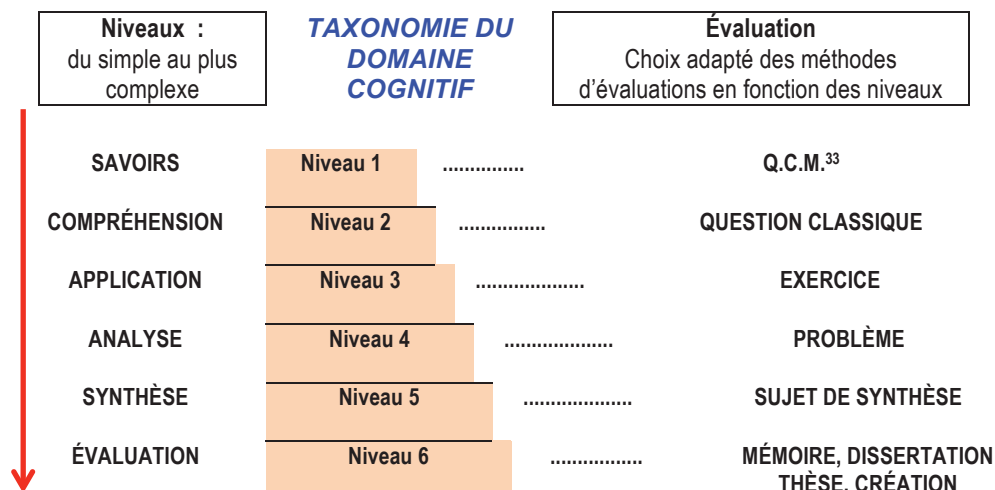 Niveaux :
du simple au plus
complexe
TAXONOMIE DU
DOMAINE
COGNITIF
Évaluation
Choix adapté des méthodes
d'évaluations en fonction des niveaux
SAVOIRS Niveau 1 ............... Q.C.M.³³
COMPRÉHENSION Niveau 2 ................ QUESTION CLASSIQUE
APPLICATION Niveau 3 .................... EXERCICE
ANALYSE Niveau 4 .................... PROBLÈME
SYNTHÈSE Niveau 5 .................... SUJET DE SYNTHÈSE
ÉVALUATION Niveau 6 ................. MÉMOIRE, DISSERTATION
THÈSE, CRÉATION